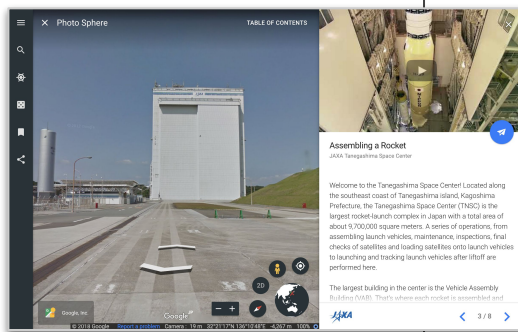 Photo Sphere
TABLE OF CONTENTS
2D
Google, Inc
Google
© 2018 Google Report a problem Camera : 19 m 32°21'17"N 136°10'48"E -4,267 m 100%
Assembling a Rocket
JAXA Tanegashima Space Center
Welcome to the Tanegashima Space Center! Located along
the southeast coast of Tanegashima island, Kagoshima
Prefecture, the Tanegashima Space Center (TNSC) is the
largest rocket-launch complex in Japan with a total area of
about 9,700,000 square meters. A series of operations, from
assembling launch vehicles, maintenance, inspections, final
checks of satellites and loading satellites onto launch vehicles
to launching and tracking launch vehicles after liftoff are
performed here.
The largest building in the center is the Vehicle Assembly
Building (VAB). That's where each rocket is assembled and
JAXA
3 / 8